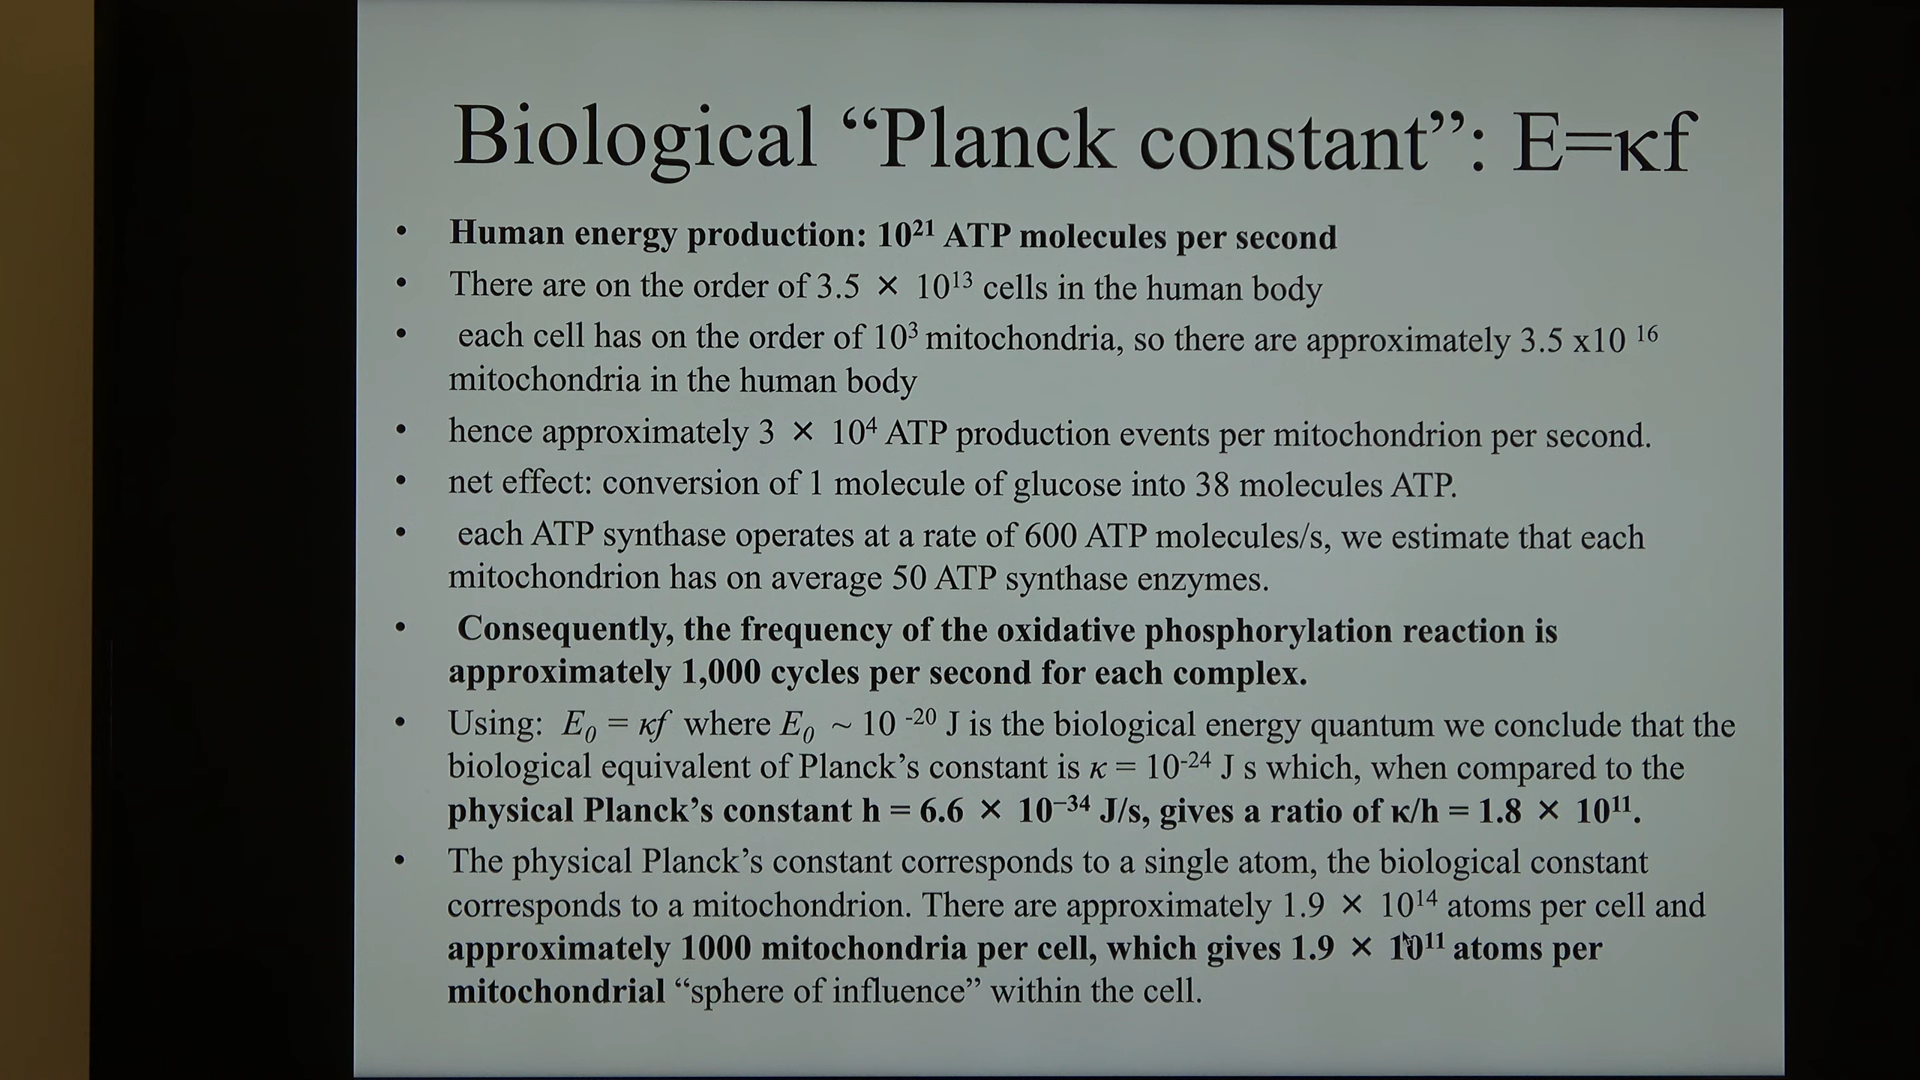 Biological “Planck constant”: E=κf
• Human energy production: 10²¹ ATP molecules per second
• There are on the order of 3.5 × 10¹³ cells in the human body
• each cell has on the order of 10³ mitochondria, so there are approximately 3.5 x10 ¹⁶
mitochondria in the human body
• hence approximately 3 × 10⁴ ATP production events per mitochondrion per second.
• net effect: conversion of 1 molecule of glucose into 38 molecules ATP.
• each ATP synthase operates at a rate of 600 ATP molecules/s, we estimate that each
mitochondrion has on average 50 ATP synthase enzymes.
• Consequently, the frequency of the oxidative phosphorylation reaction is
approximately 1,000 cycles per second for each complex.
• Using: E₀ = κf where E₀ ~ 10 ⁻²⁰ J is the biological energy quantum we conclude that the
biological equivalent of Planck’s constant is κ = 10⁻²⁴ J s which, when compared to the
physical Planck’s constant h = 6.6 × 10⁻³⁴ J/s, gives a ratio of κ/h = 1.8 × 10¹¹.
• The physical Planck’s constant corresponds to a single atom, the biological constant
corresponds to a mitochondrion. There are approximately 1.9 × 10¹⁴ atoms per cell and
approximately 1000 mitochondria per cell, which gives 1.9 × 10¹¹ atoms per
mitochondrial “sphere of influence” within the cell.